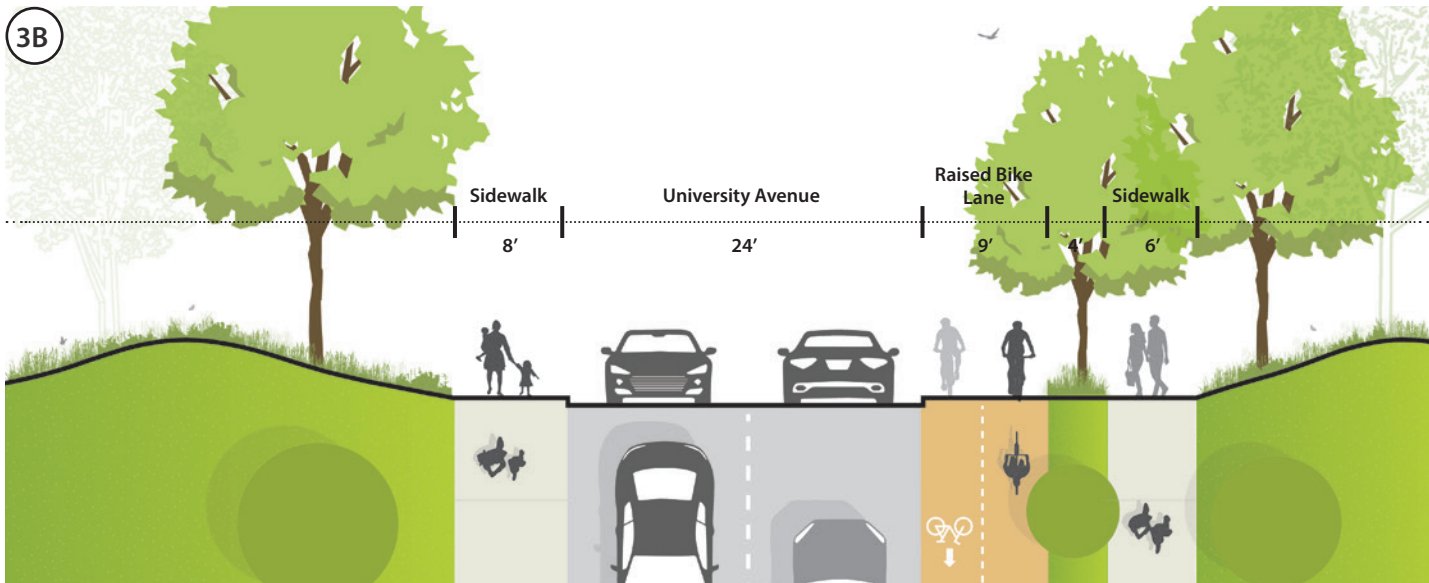 3B
Sidewalk
University Avenue
Raised Bike
Lane
Sidewalk
8’
24’
9’
4’
6’